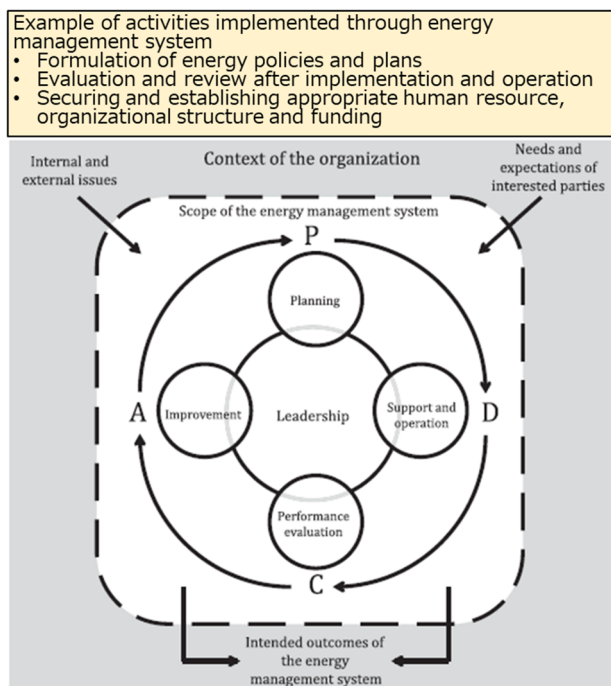 Example of activities implemented through energy
management system
• Formulation of energy policies and plans
• Evaluation and review after implementation and operation
• Securing and establishing appropriate human resource,
organizational structure and funding
Internal and
external issues
Context of the organization
Needs and
expectations of
interested parties
Scope of the energy management system
P
Planning
A
Improvement
Leadership
Support and
operation
D
Performance
evaluation
C
Intended outcomes of
the energy
management system